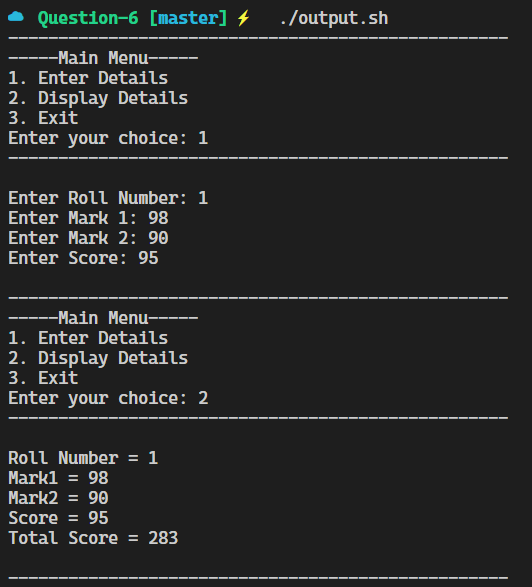 Question-6 [master] ⚡ ./output.sh
--------------------------------------------------
-----Main Menu-----
1. Enter Details
2. Display Details
3. Exit
Enter your choice: 1
--------------------------------------------------
Enter Roll Number: 1
Enter Mark 1: 98
Enter Mark 2: 90
Enter Score: 95
--------------------------------------------------
-----Main Menu-----
1. Enter Details
2. Display Details
3. Exit
Enter your choice: 2
--------------------------------------------------
Roll Number = 1
Mark1 = 98
Mark2 = 90
Score = 95
Total Score = 283
--------------------------------------------------